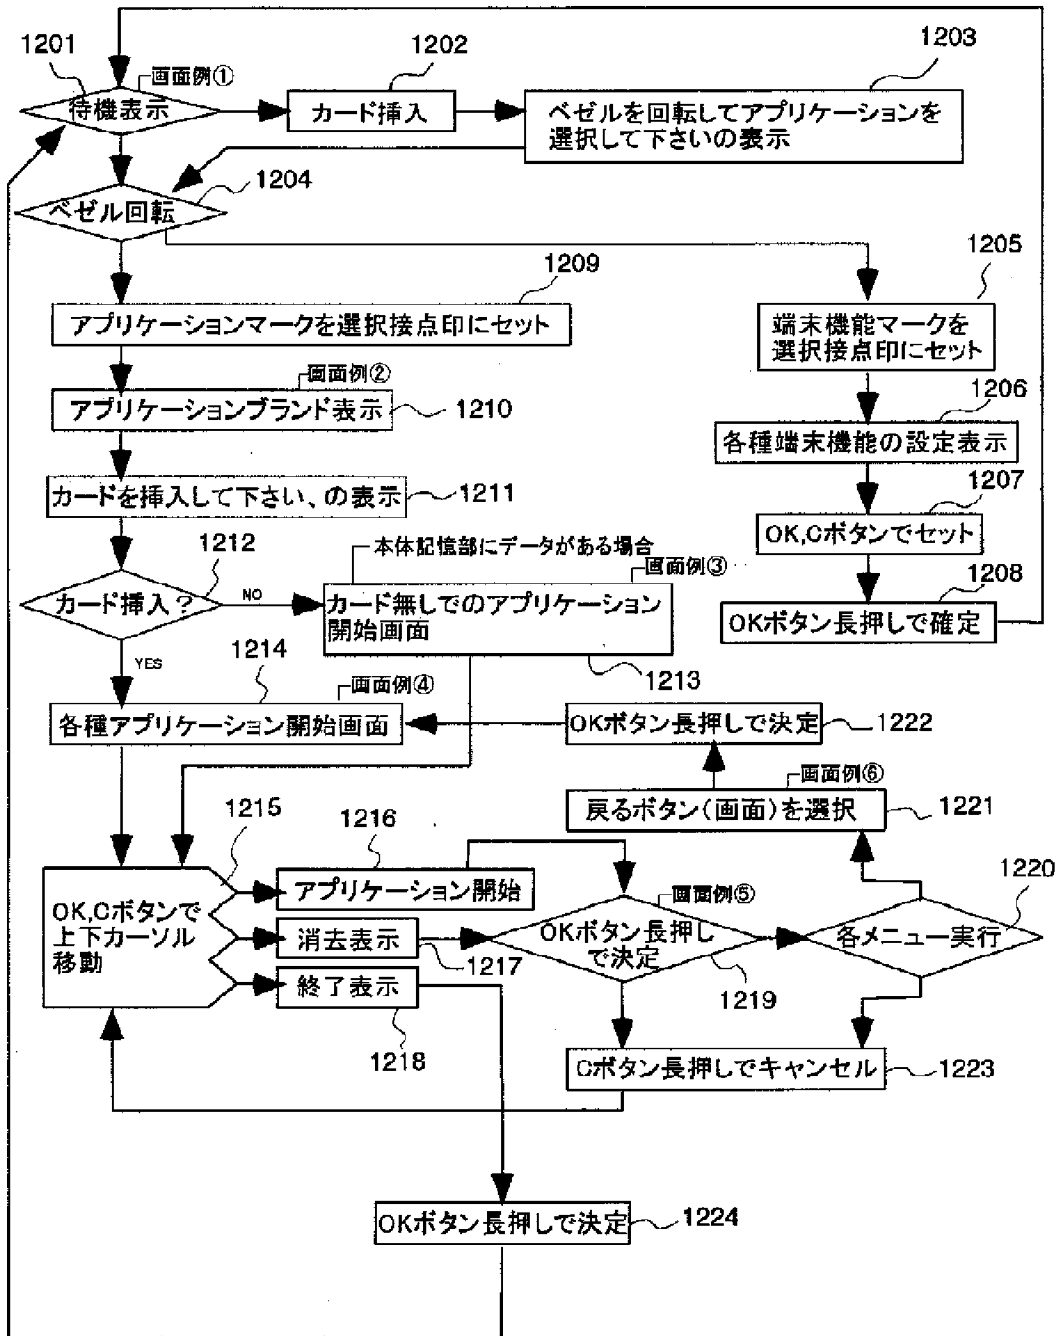 1201
画面例①
待機表示
1202
カード挿入
1203
ベゼルを回転してアプリケーションを
選択して下さいの表示
1204
ベゼル回転
1205
端末機能マークを
選択接点印にセット
1209
アプリケーションマークを選択接点印にセット
画面例②
アプリケーションブランド表示
1210
1206
各種端末機能の設定表示
カードを挿入して下さい、の表示
1211
1207
OK,Cボタンでセット
1212
カード挿入?
NO
YES
本体記憶部にデータがある場合
画面例③
カード無しでのアプリケーション
開始画面
1213
1208
OKボタン長押しで確定
1214
画面例④
各種アプリケーション開始画面
OKボタン長押しで決定
1222
画面例⑥
戻るボタン(画面)を選択
1221
1215
OK,Cボタンで
上下カーソル
移動
1216
アプリケーション開始
消去表示
1217
終了表示
1218
画面例⑤
OKボタン長押し
で決定
1219
1220
各メニュー実行
Cボタン長押しでキャンセル
1223
OKボタン長押しで決定
1224